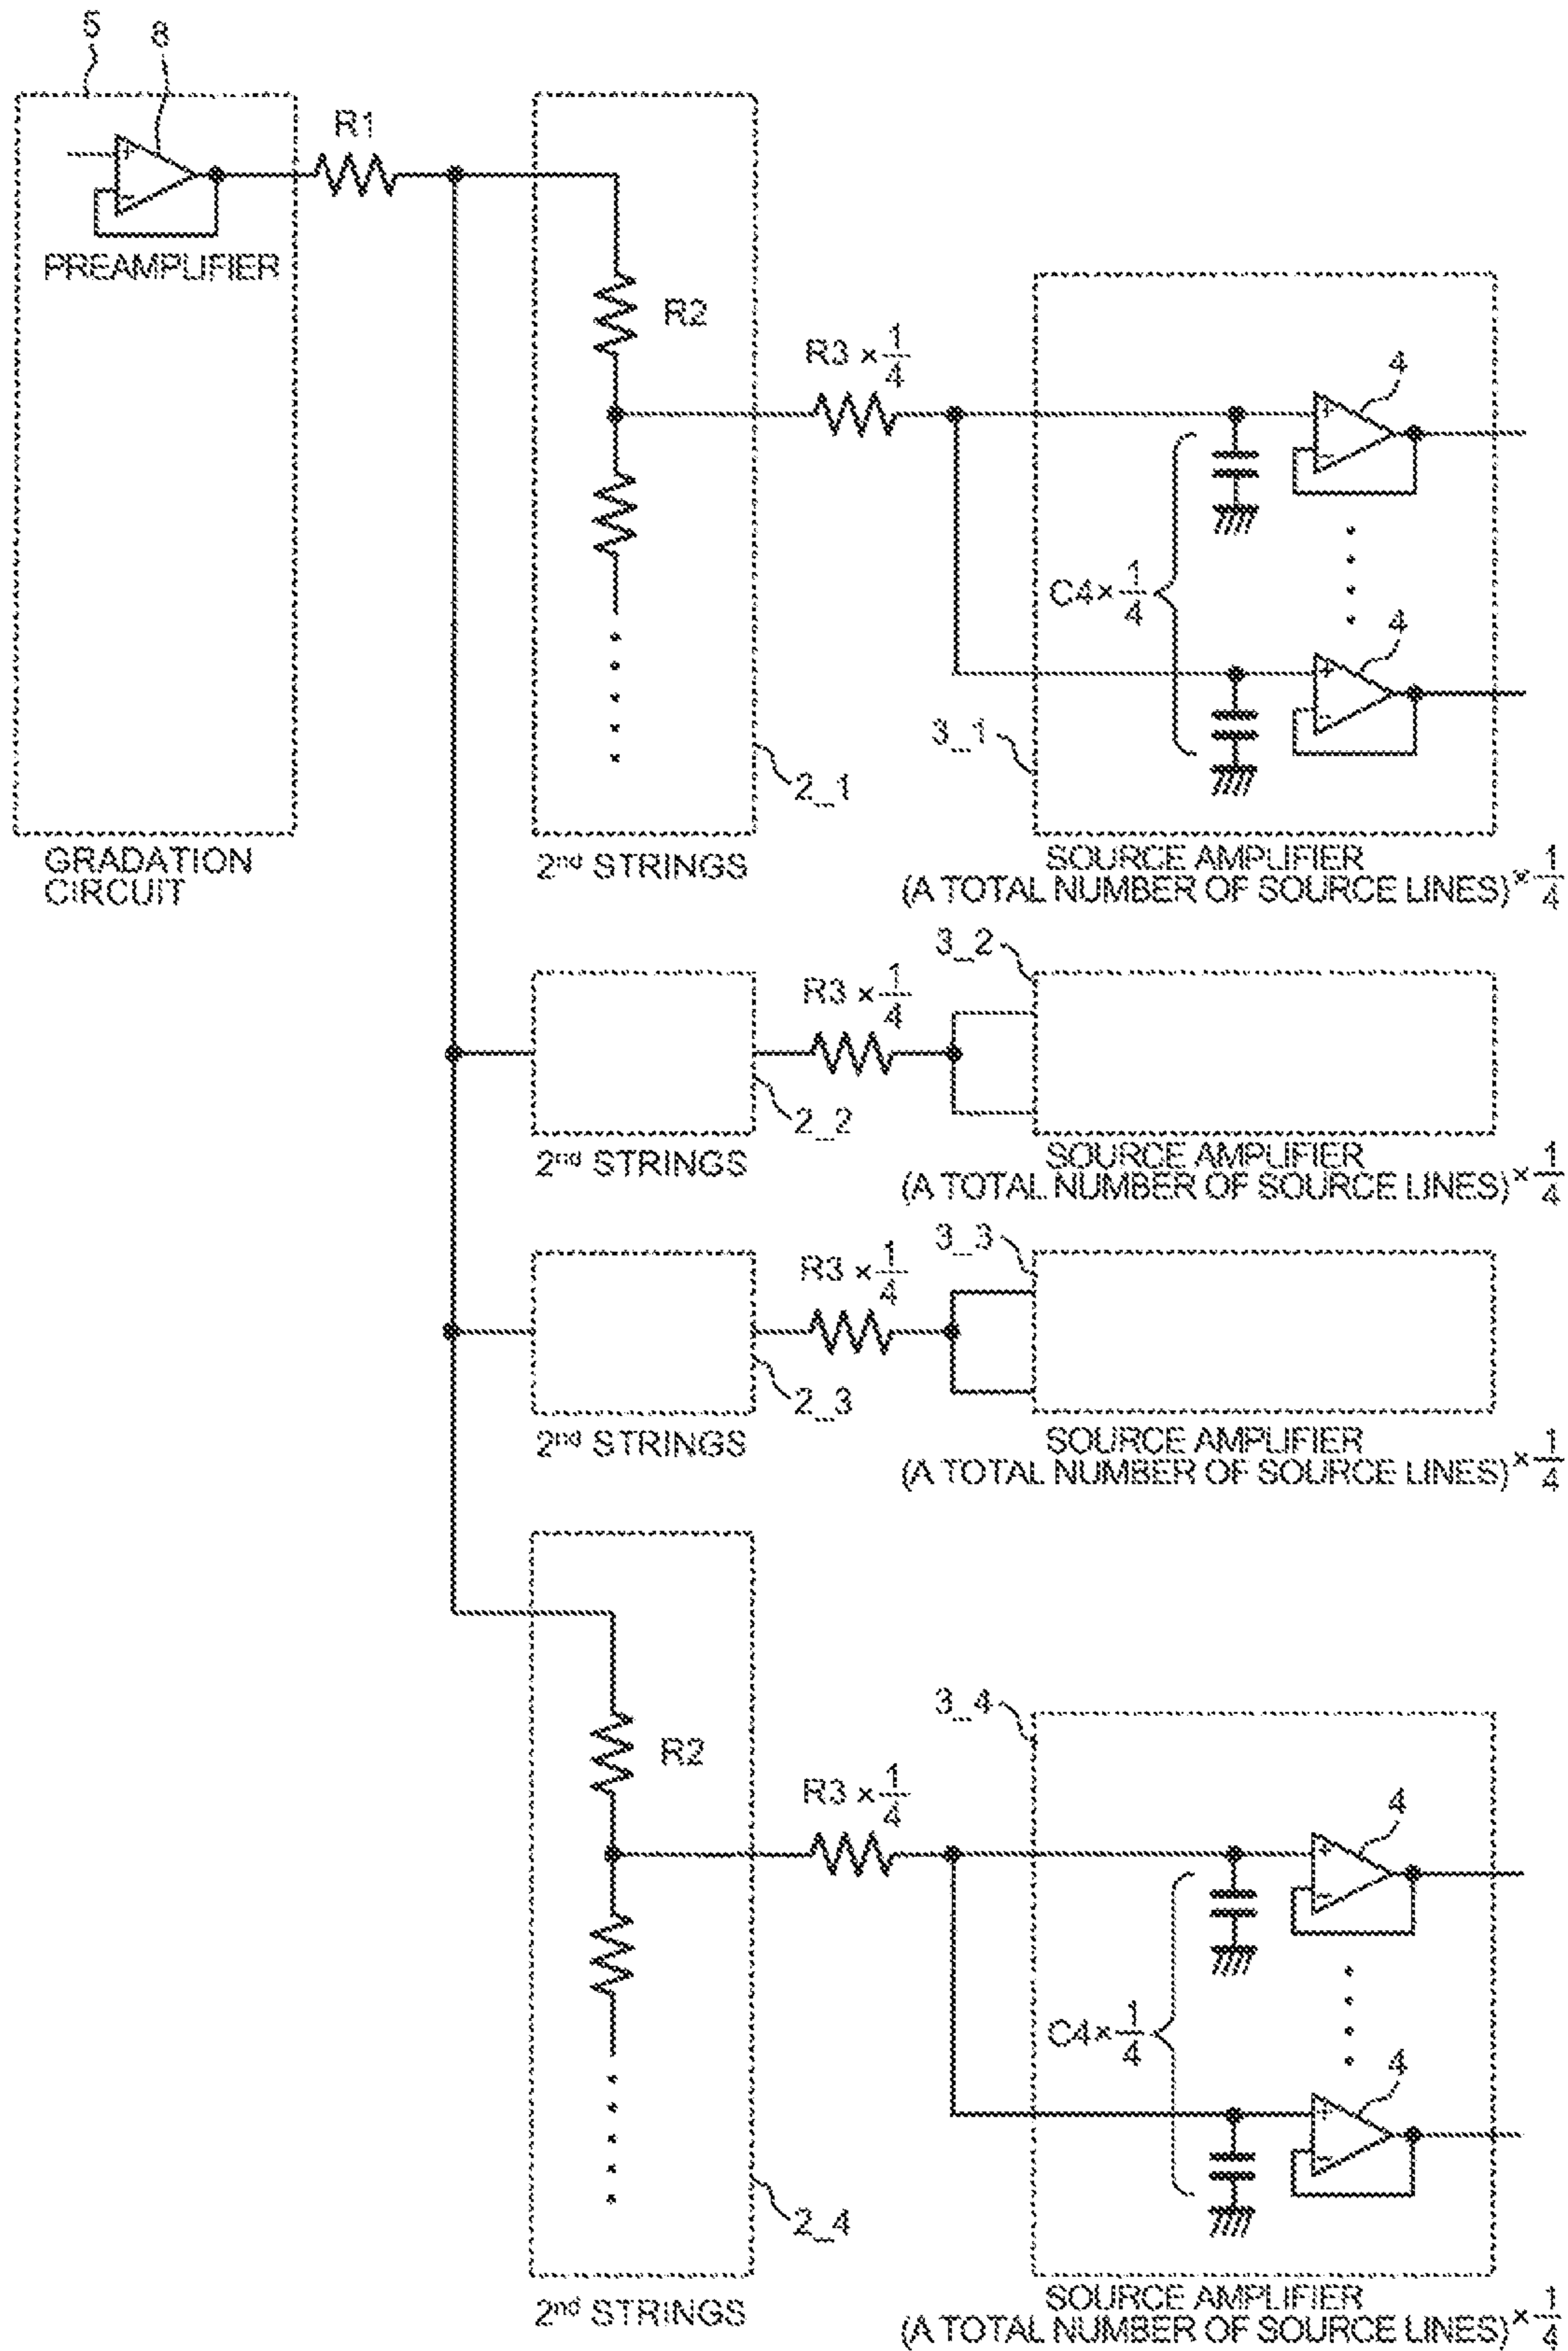 5
8
R1
+
−
PREAMPLIFIER
R2
R3 × 1/4
4
+
−
C4× 1/4
4
+
−
3_1
2_1
GRADATION
CIRCUIT
2nd STRINGS
SOURCE AMPLIFIER
(A TOTAL NUMBER OF SOURCE LINES) × 1/4
3_2
R3 × 1/4
2_2
2nd STRINGS
SOURCE AMPLIFIER
(A TOTAL NUMBER OF SOURCE LINES) × 1/4
3_3
R3 × 1/4
2_3
2nd STRINGS
SOURCE AMPLIFIER
(A TOTAL NUMBER OF SOURCE LINES) × 1/4
3_4
R2
R3 × 1/4
4
+
−
C4× 1/4
4
+
−
2_4
2nd STRINGS
SOURCE AMPLIFIER
(A TOTAL NUMBER OF SOURCE LINES) × 1/4